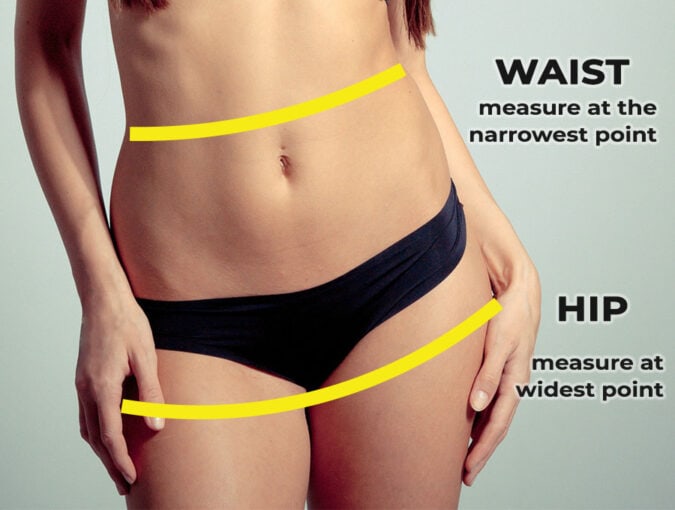 WAIST
measure at the
narrowest point
HIP
measure at
widest point